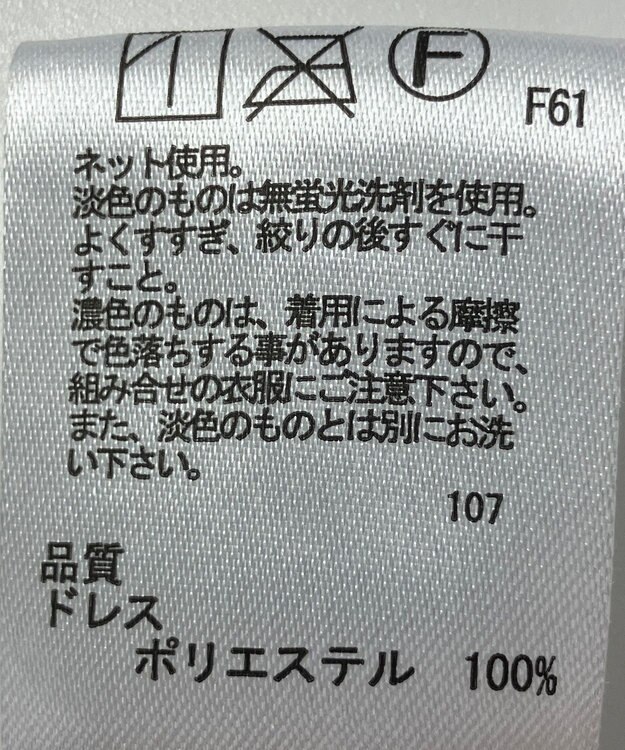 F
F61
ネット使用。
淡色のものは無蛍光洗剤を使用。
よくすすぎ、絞りの後すぐに干
すこと。
濃色のものは、着用による摩擦
で色落ちする事がありますので、
組み合せの衣服にご注意下さい。
また、淡色のものとは別にお洗
い下さい。
107
品質
ドレス
ポリエステル 100%